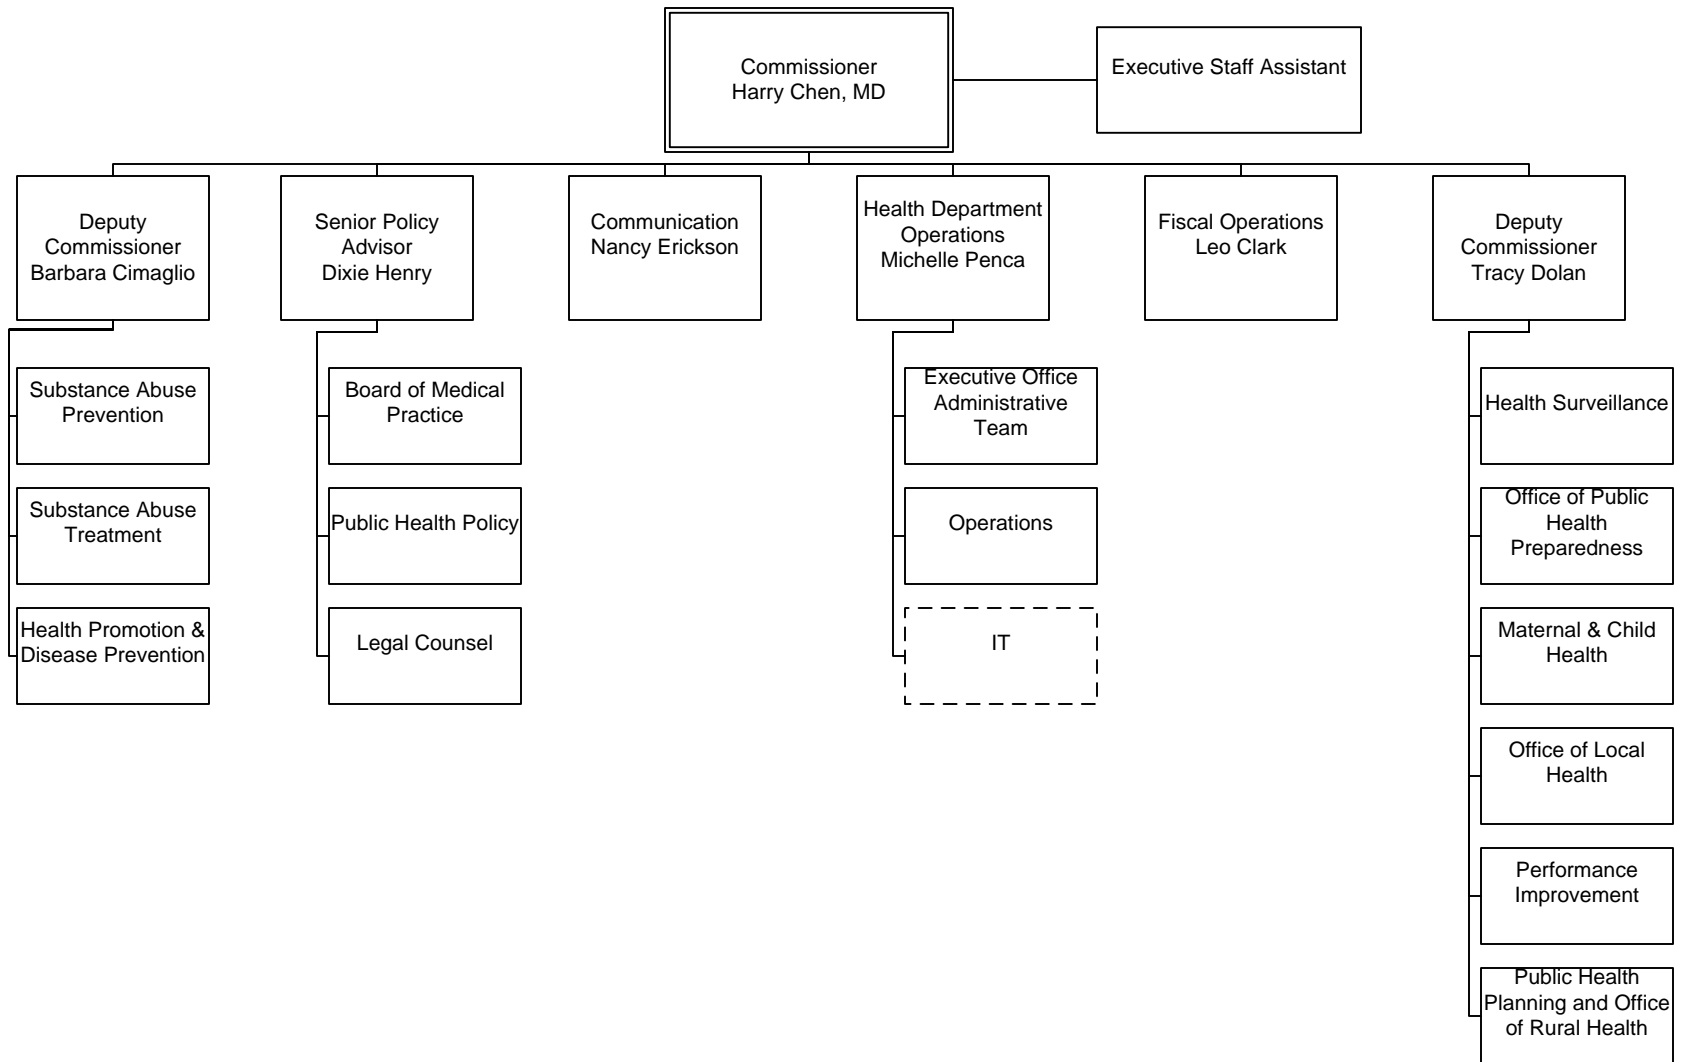 Commissioner
Harry Chen, MD
Executive Staff Assistant
Deputy
Commissioner
Barbara Cimaglio
Senior Policy
Advisor
Dixie Henry
Communication
Nancy Erickson
Health Department
Operations
Michelle Penca
Fiscal Operations
Leo Clark
Deputy
Commissioner
Tracy Dolan
Substance Abuse
Prevention
Substance Abuse
Treatment
Health Promotion &
Disease Prevention
Board of Medical
Practice
Public Health Policy
Legal Counsel
Executive Office
Administrative
Team
Operations
IT
Health Surveillance
Office of Public
Health
Preparedness
Maternal & Child
Health
Office of Local
Health
Performance
Improvement
Public Health
Planning and Office
of Rural Health